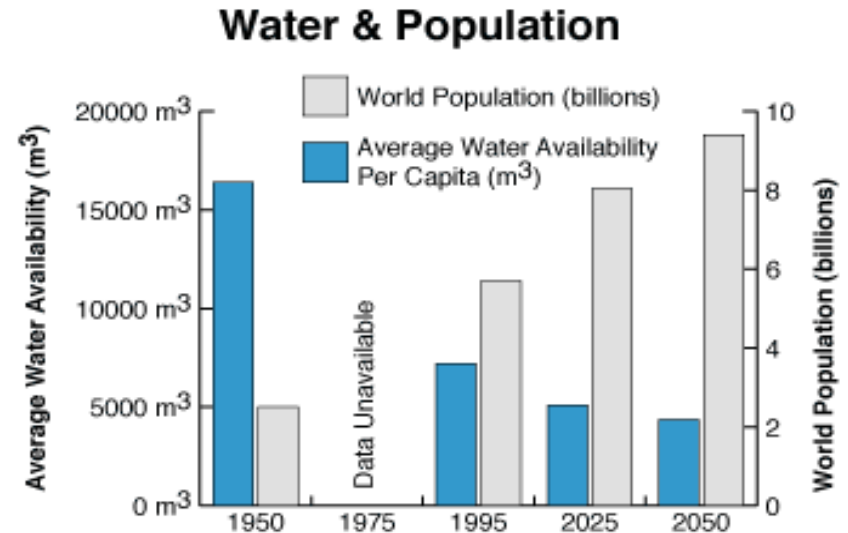 Water & Population
World Population (billions)
Average Water Availability
Per Capita (m³)
Average Water Availability (m³)
20000 m³
15000 m³
10000 m³
5000 m³
0 m³
Data Unavailable
10
8
6
4
2
0
World Population (billions)
1950 1975 1995 2025 2050